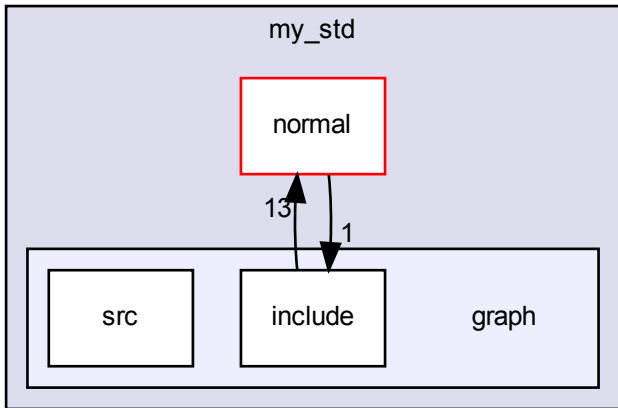 my_std
normal
13
1
src
include
graph